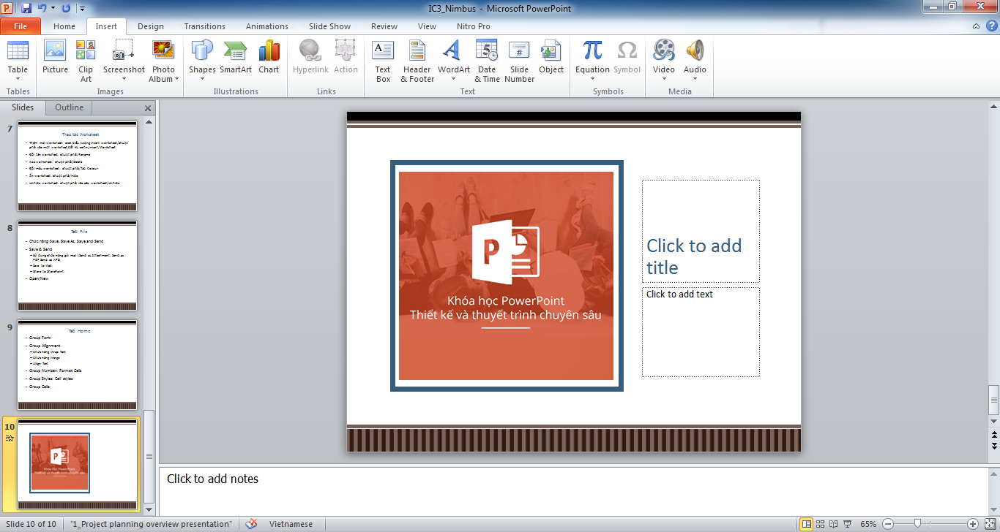 IC3_Nimbus - Microsoft PowerPoint
File Home Insert Design Transitions Animations Slide Show Review View Nitro Pro
Table Picture Clip Art Screenshot Photo Album Shapes SmartArt Chart Hyperlink Action Text Box Header & Footer WordArt Date & Time Slide Number Object Equation Symbol Video Audio
Tables Images Illustrations Links Text Symbols Media
Slides Outline
7
Thao tác Worksheet
8
Tab File
Chức năng Save, Save As, Save and Send
Save & Send
Save to Web.
Share to SharePoint.
Open/New
9
Tab Home
Group Font:
Group Alignment
Chức năng Wrap Text
Chức năng Merge
Align Text
Group Number: Format Cells
Group Styles: Cell styles
Group Cells:
10
Khóa học PowerPoint
Thiết kế và thuyết trình chuyên sâu
P
Khóa học PowerPoint
Thiết kế và thuyết trình chuyên sâu
Click to add
title
Click to add text
Click to add notes
Slide 10 of 10 "1_Project planning overview presentation" Vietnamese 65%